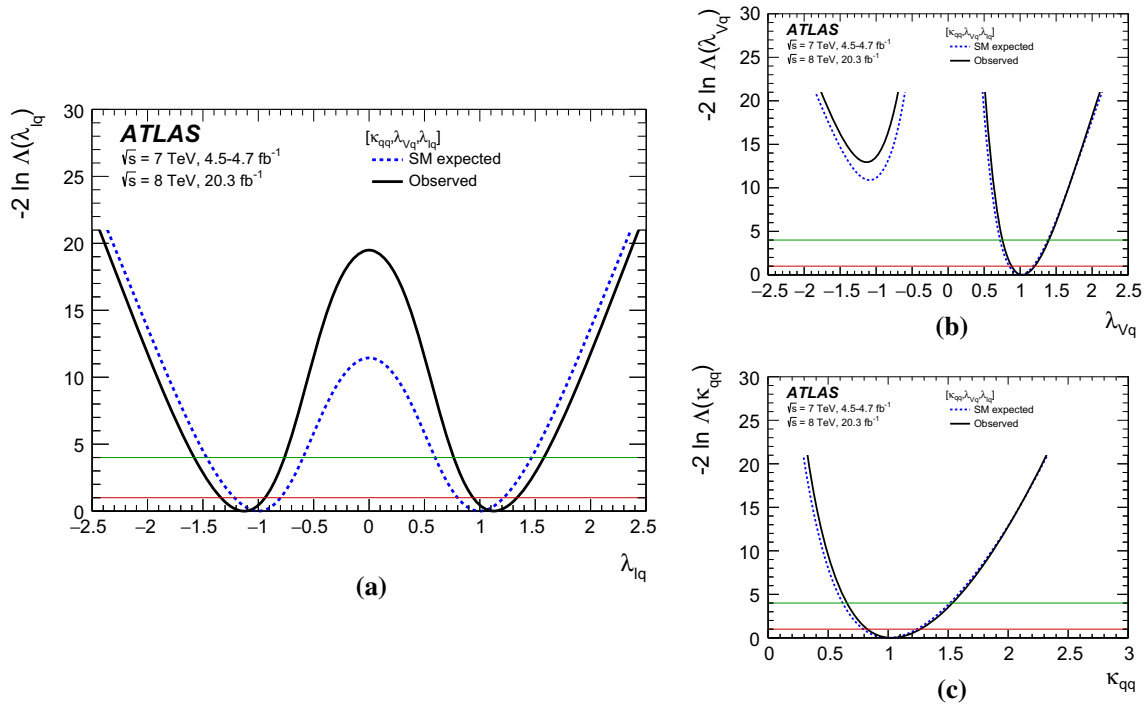 -2 ln Λ(λlq)
30
25
20
15
10
5
0
ATLAS
√s = 7 TeV, 4.5-4.7 fb-1
√s = 8 TeV, 20.3 fb-1
[κqq,λVq,λlq]
SM expected
Observed
−2.5 −2 −1.5 −1 −0.5 0 0.5 1 1.5 2 2.5
λlq
(a)
-2 ln Λ(λVq)
30
25
20
15
10
5
0
ATLAS
√s = 7 TeV, 4.5-4.7 fb-1
√s = 8 TeV, 20.3 fb-1
[κqq,λVq,λlq]
SM expected
Observed
−2.5 −2 −1.5 −1 −0.5 0 0.5 1 1.5 2 2.5
λVq
(b)
-2 ln Λ(κqq)
30
25
20
15
10
5
0
ATLAS
√s = 7 TeV, 4.5-4.7 fb-1
√s = 8 TeV, 20.3 fb-1
[κqq,λVq,λlq]
SM expected
Observed
0 0.5 1 1.5 2 2.5 3
κqq
(c)